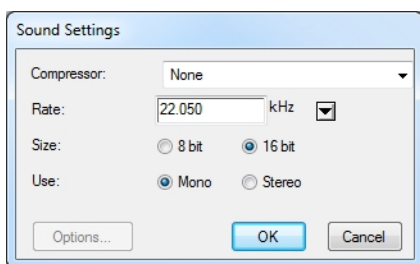 Sound Settings
Compressor: None
Rate: 22.050 kHz
Size: 8 bit 16 bit
Use: Mono Stereo
Options... OK Cancel